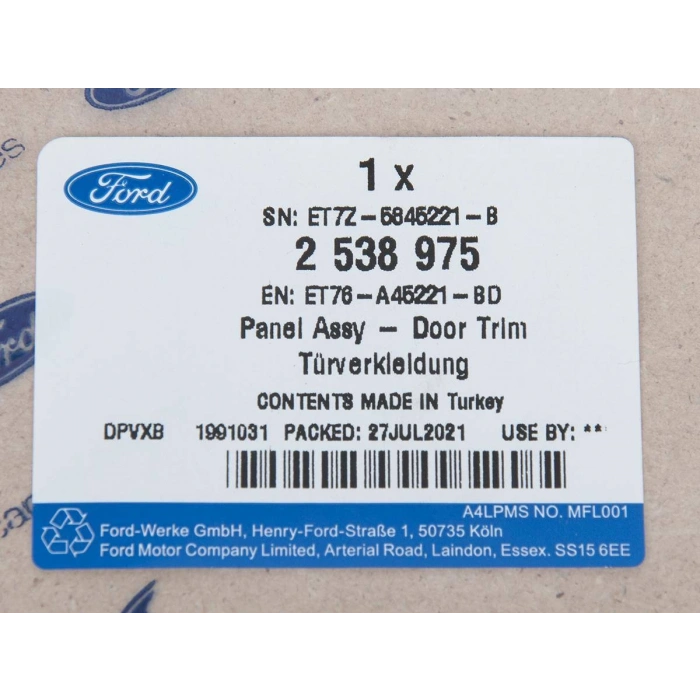 Ford
es
Ford
1 x
SN: ET7Z-5845221-B
2 538 975
EN: ET76-A45221-BD
Panel Assy - Door Trim
Türverkleidung
CONTENTS MADE IN Turkey
DPVXB 1991031 PACKED: 27JUL2021 USE BY: **
A4LPMS NO. MFL001
Ford-Werke GmbH, Henry-Ford-Straße 1, 50735 Köln
Ford Motor Company Limited, Arterial Road, Laindon, Essex. SS15 6EE